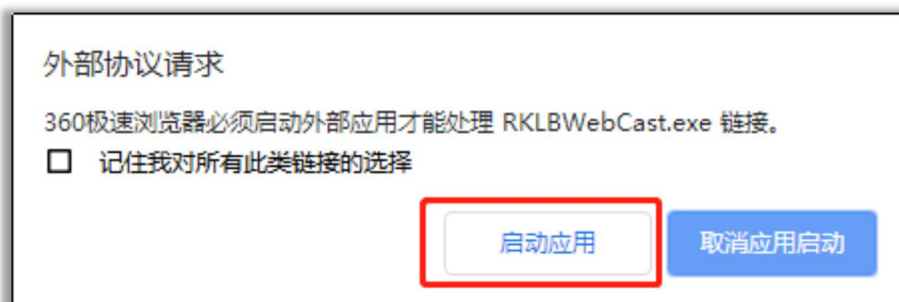 外部协议请求
360极速浏览器必须启动外部应用才能处理 RKLBWebCast.exe 链接。
记住我对所有此类链接的选择
启动应用
取消应用启动